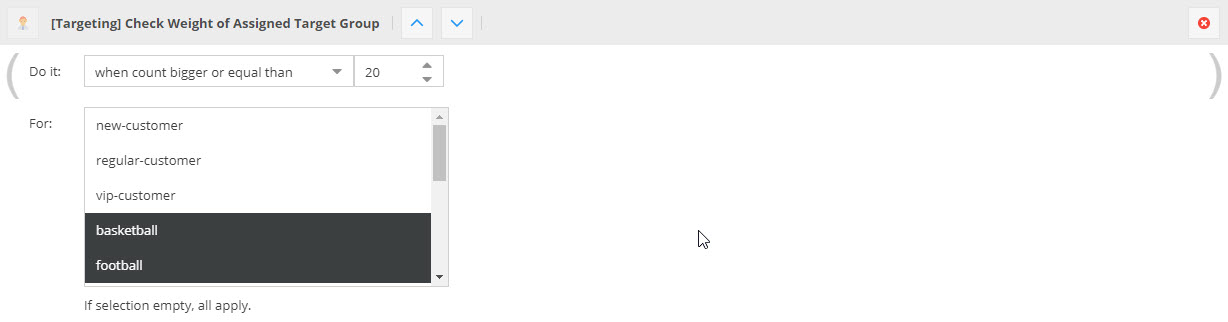 [Targeting] Check Weight of Assigned Target Group
Do it: when count bigger or equal than 20
For:
new-customer
regular-customer
vip-customer
basketball
football
If selection empty, all apply.